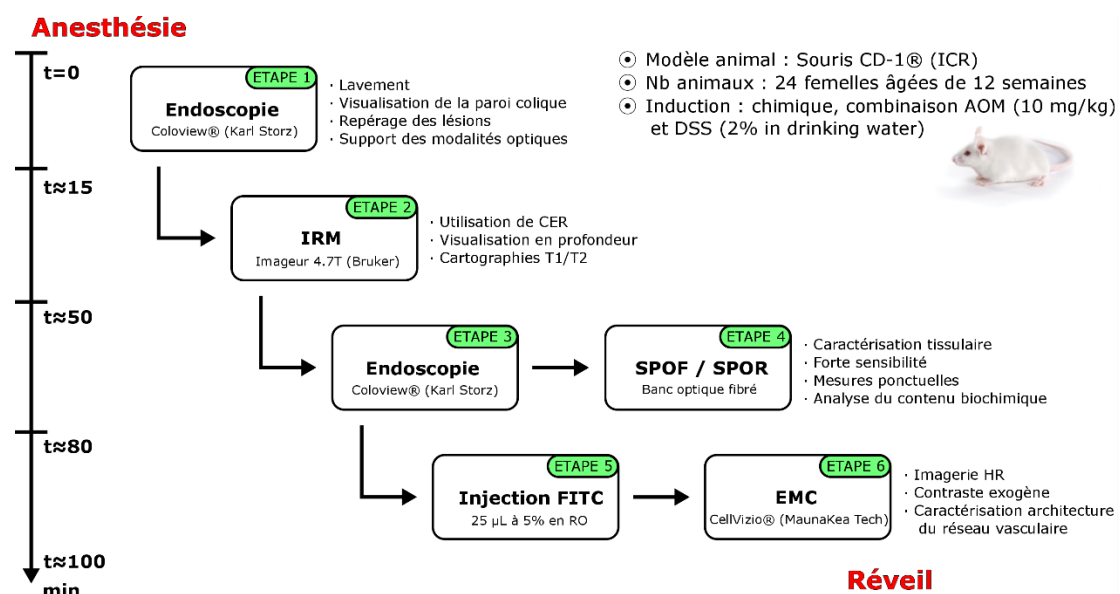 Anesthésie
t=0
ETAPE 1
Endoscopie
Coloview® (Karl Storz)
· Lavement
· Visualisation de la paroi colique
· Repérage des lésions
· Support des modalités optiques
☉ Modèle animal : Souris CD-1® (ICR)
☉ Nb animaux : 24 femelles âgées de 12 semaines
☉ Induction : chimique, combinaison AOM (10 mg/kg)
et DSS (2% in drinking water)
t≈15
ETAPE 2
IRM
Imageur 4.7T (Bruker)
· Utilisation de CER
· Visualisation en profondeur
· Cartographies T1/T2
t≈50
ETAPE 3
Endoscopie
Coloview® (Karl Storz)
ETAPE 4
SPOF / SPOR
Banc optique fibré
· Caractérisation tissulaire
· Forte sensibilité
· Mesures ponctuelles
· Analyse du contenu biochimique
t≈80
ETAPE 5
Injection FITC
25 µL à 5% en RO
ETAPE 6
EMC
CellVizio® (MaunaKea Tech)
· Imagerie HR
· Contraste exogène
· Caractérisation architecture
du réseau vasculaire
t≈100
min
Réveil